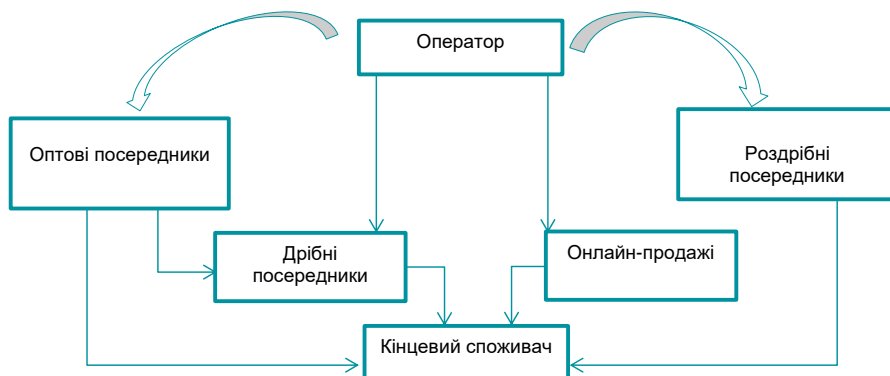 Оператор
Оптові посередники
Роздрібні
посередники
Дрібні
посередники
Онлайн-продажі
Кінцевий споживач